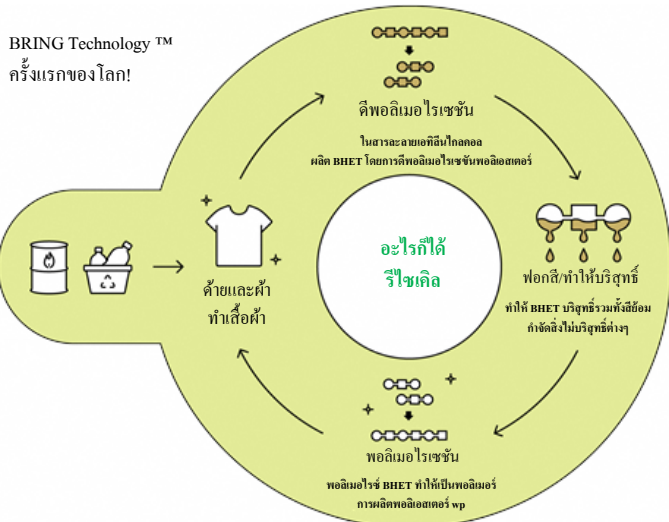 BRING Technology ™
ครั้งแรกของโลก!
ดีพอลิเมอไรเซชัน
ในสารละลายเอทิลีนไกลคอล
ผลิต BHET โดยการดีพอลิเมอไรเซชันพอลิเอสเตอร์
ฟอกสี/ทำให้บริสุทธิ์
ทำให้ BHET บริสุทธิ์รวมทั้งสีย้อม
กำจัดสิ่งไม่บริสุทธิ์ต่างๆ
พอลิเมอไรเซชัน
พอลิเมอไรซ์ BHET ทำให้เป็นพอลิเมอร์
การผลิตพอลิเอสเตอร์ wp
ด้ายและผ้า
ทำเสื้อผ้า
อะไรก็ได้
รีไซเคิล